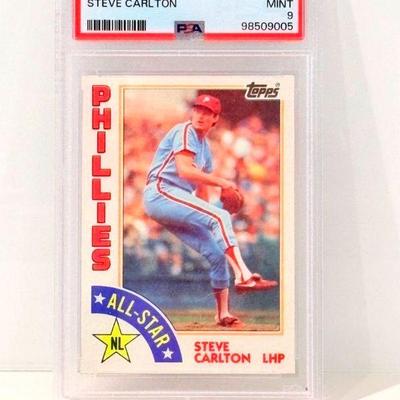 STEVE CARLTON MINT
9
PSA 98509005
Topps
PHILLIES
ALL-STAR
NL
STEVE
CARLTON LHP